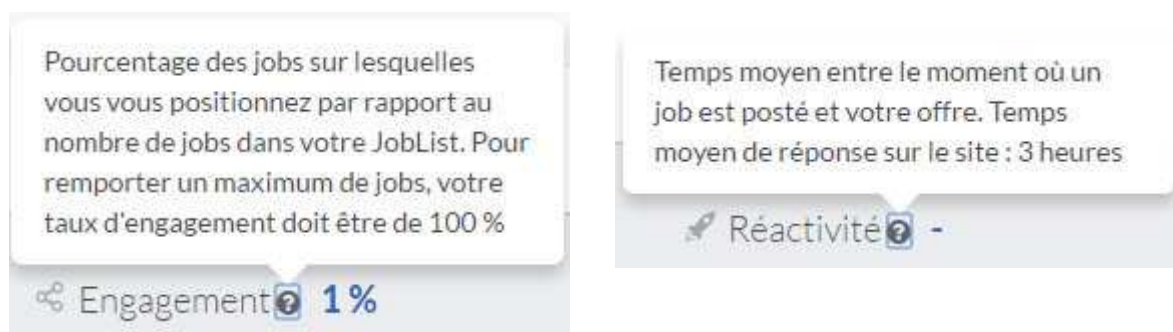 Pourcentage des jobs sur lesquelles
vous vous positionnez par rapport au
nombre de jobs dans votre JobList. Pour
remporter un maximum de jobs, votre
taux d'engagement doit être de 100 %
Engagement ? 1 %
Temps moyen entre le moment où un
job est posté et votre offre. Temps
moyen de réponse sur le site : 3 heures
Réactivité ? -